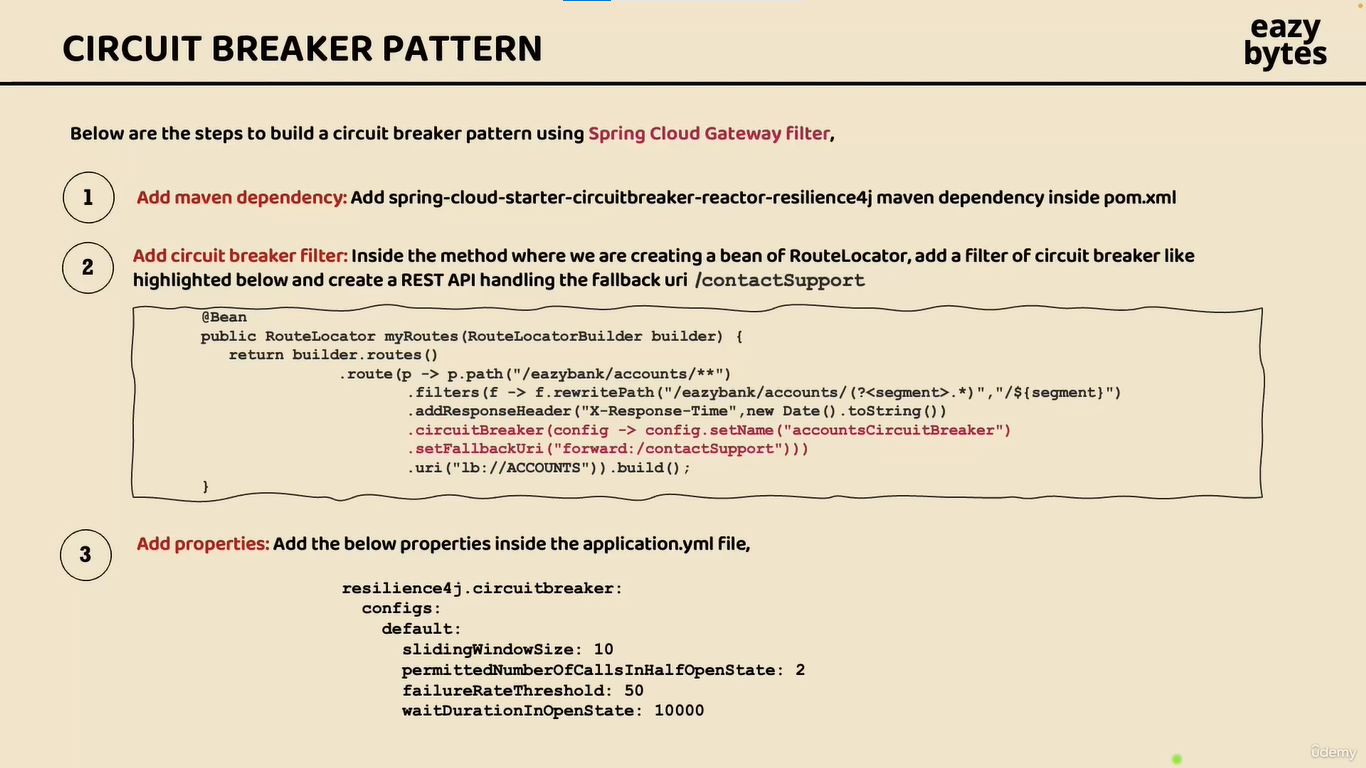 CIRCUIT BREAKER PATTERN
eazy
bytes
Below are the steps to build a circuit breaker pattern using Spring Cloud Gateway filter,
1
Add maven dependency: Add spring-cloud-starter-circuitbreaker-reactor-resilience4j maven dependency inside pom.xml
2
Add circuit breaker filter: Inside the method where we are creating a bean of RouteLocator, add a filter of circuit breaker like
highlighted below and create a REST API handling the fallback uri /contactSupport
@Bean
public RouteLocator myRoutes(RouteLocatorBuilder builder) {
return builder.routes()
.route(p -> p.path("/eazybank/accounts/**")
.filters(f -> f.rewritePath("/eazybank/accounts/(?<segment>.*)","/${segment}")
.addResponseHeader("X-Response-Time",new Date().toString())
.circuitBreaker(config -> config.setName("accountsCircuitBreaker")
.setFallbackUri("forward:/contactSupport")))
.uri("lb://ACCOUNTS")).build();
}
3
Add properties: Add the below properties inside the application.yml file,
resilience4j.circuitbreaker:
configs:
default:
slidingWindowSize: 10
permittedNumberOfCallsInHalfOpenState: 2
failureRateThreshold: 50
waitDurationInOpenState: 10000
ûdemy